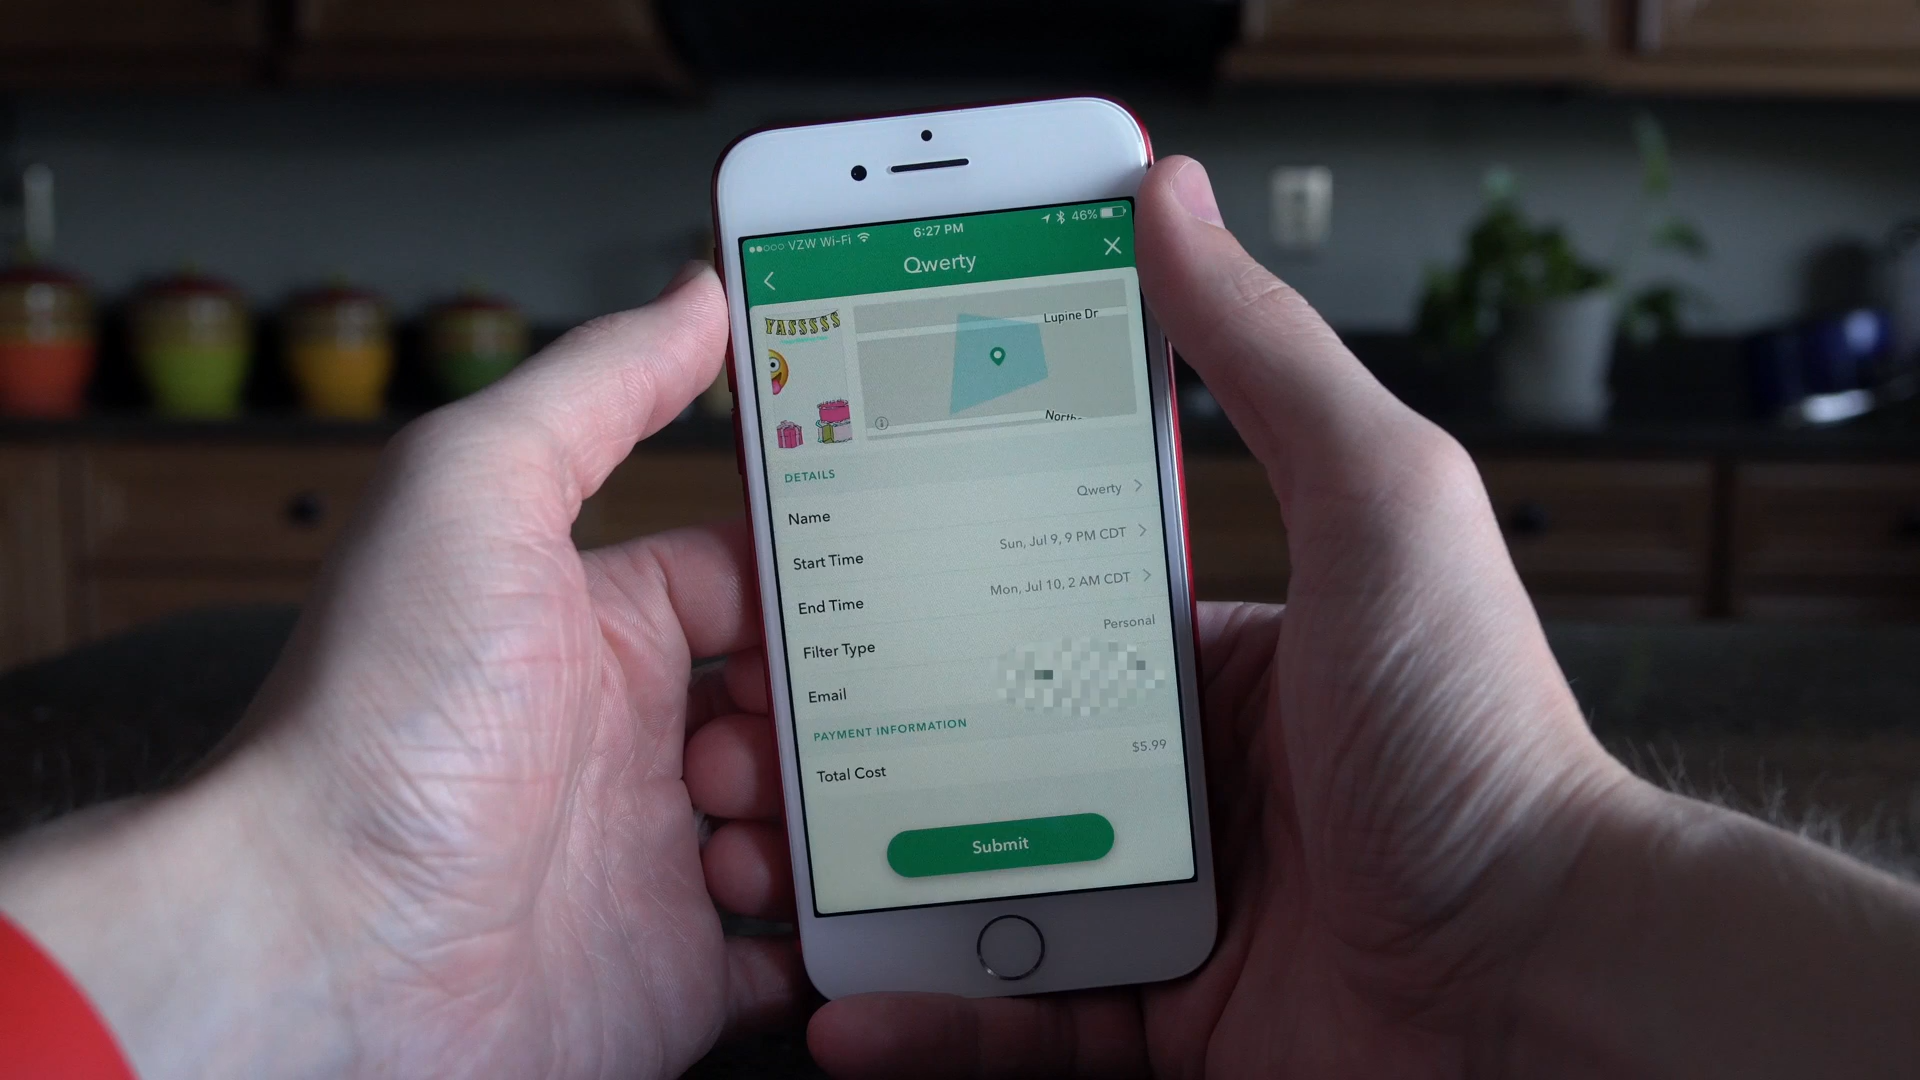 VZW Wi-Fi
6:27 PM
46%
Qwerty
YASSSSS
Lupine Dr
DETAILS
Name
Qwerty
Start Time
Sun, Jul 9, 9 PM CDT
End Time
Mon, Jul 10, 2 AM CDT
Filter Type
Personal
Email
PAYMENT INFORMATION
Total Cost
$5.99
Submit